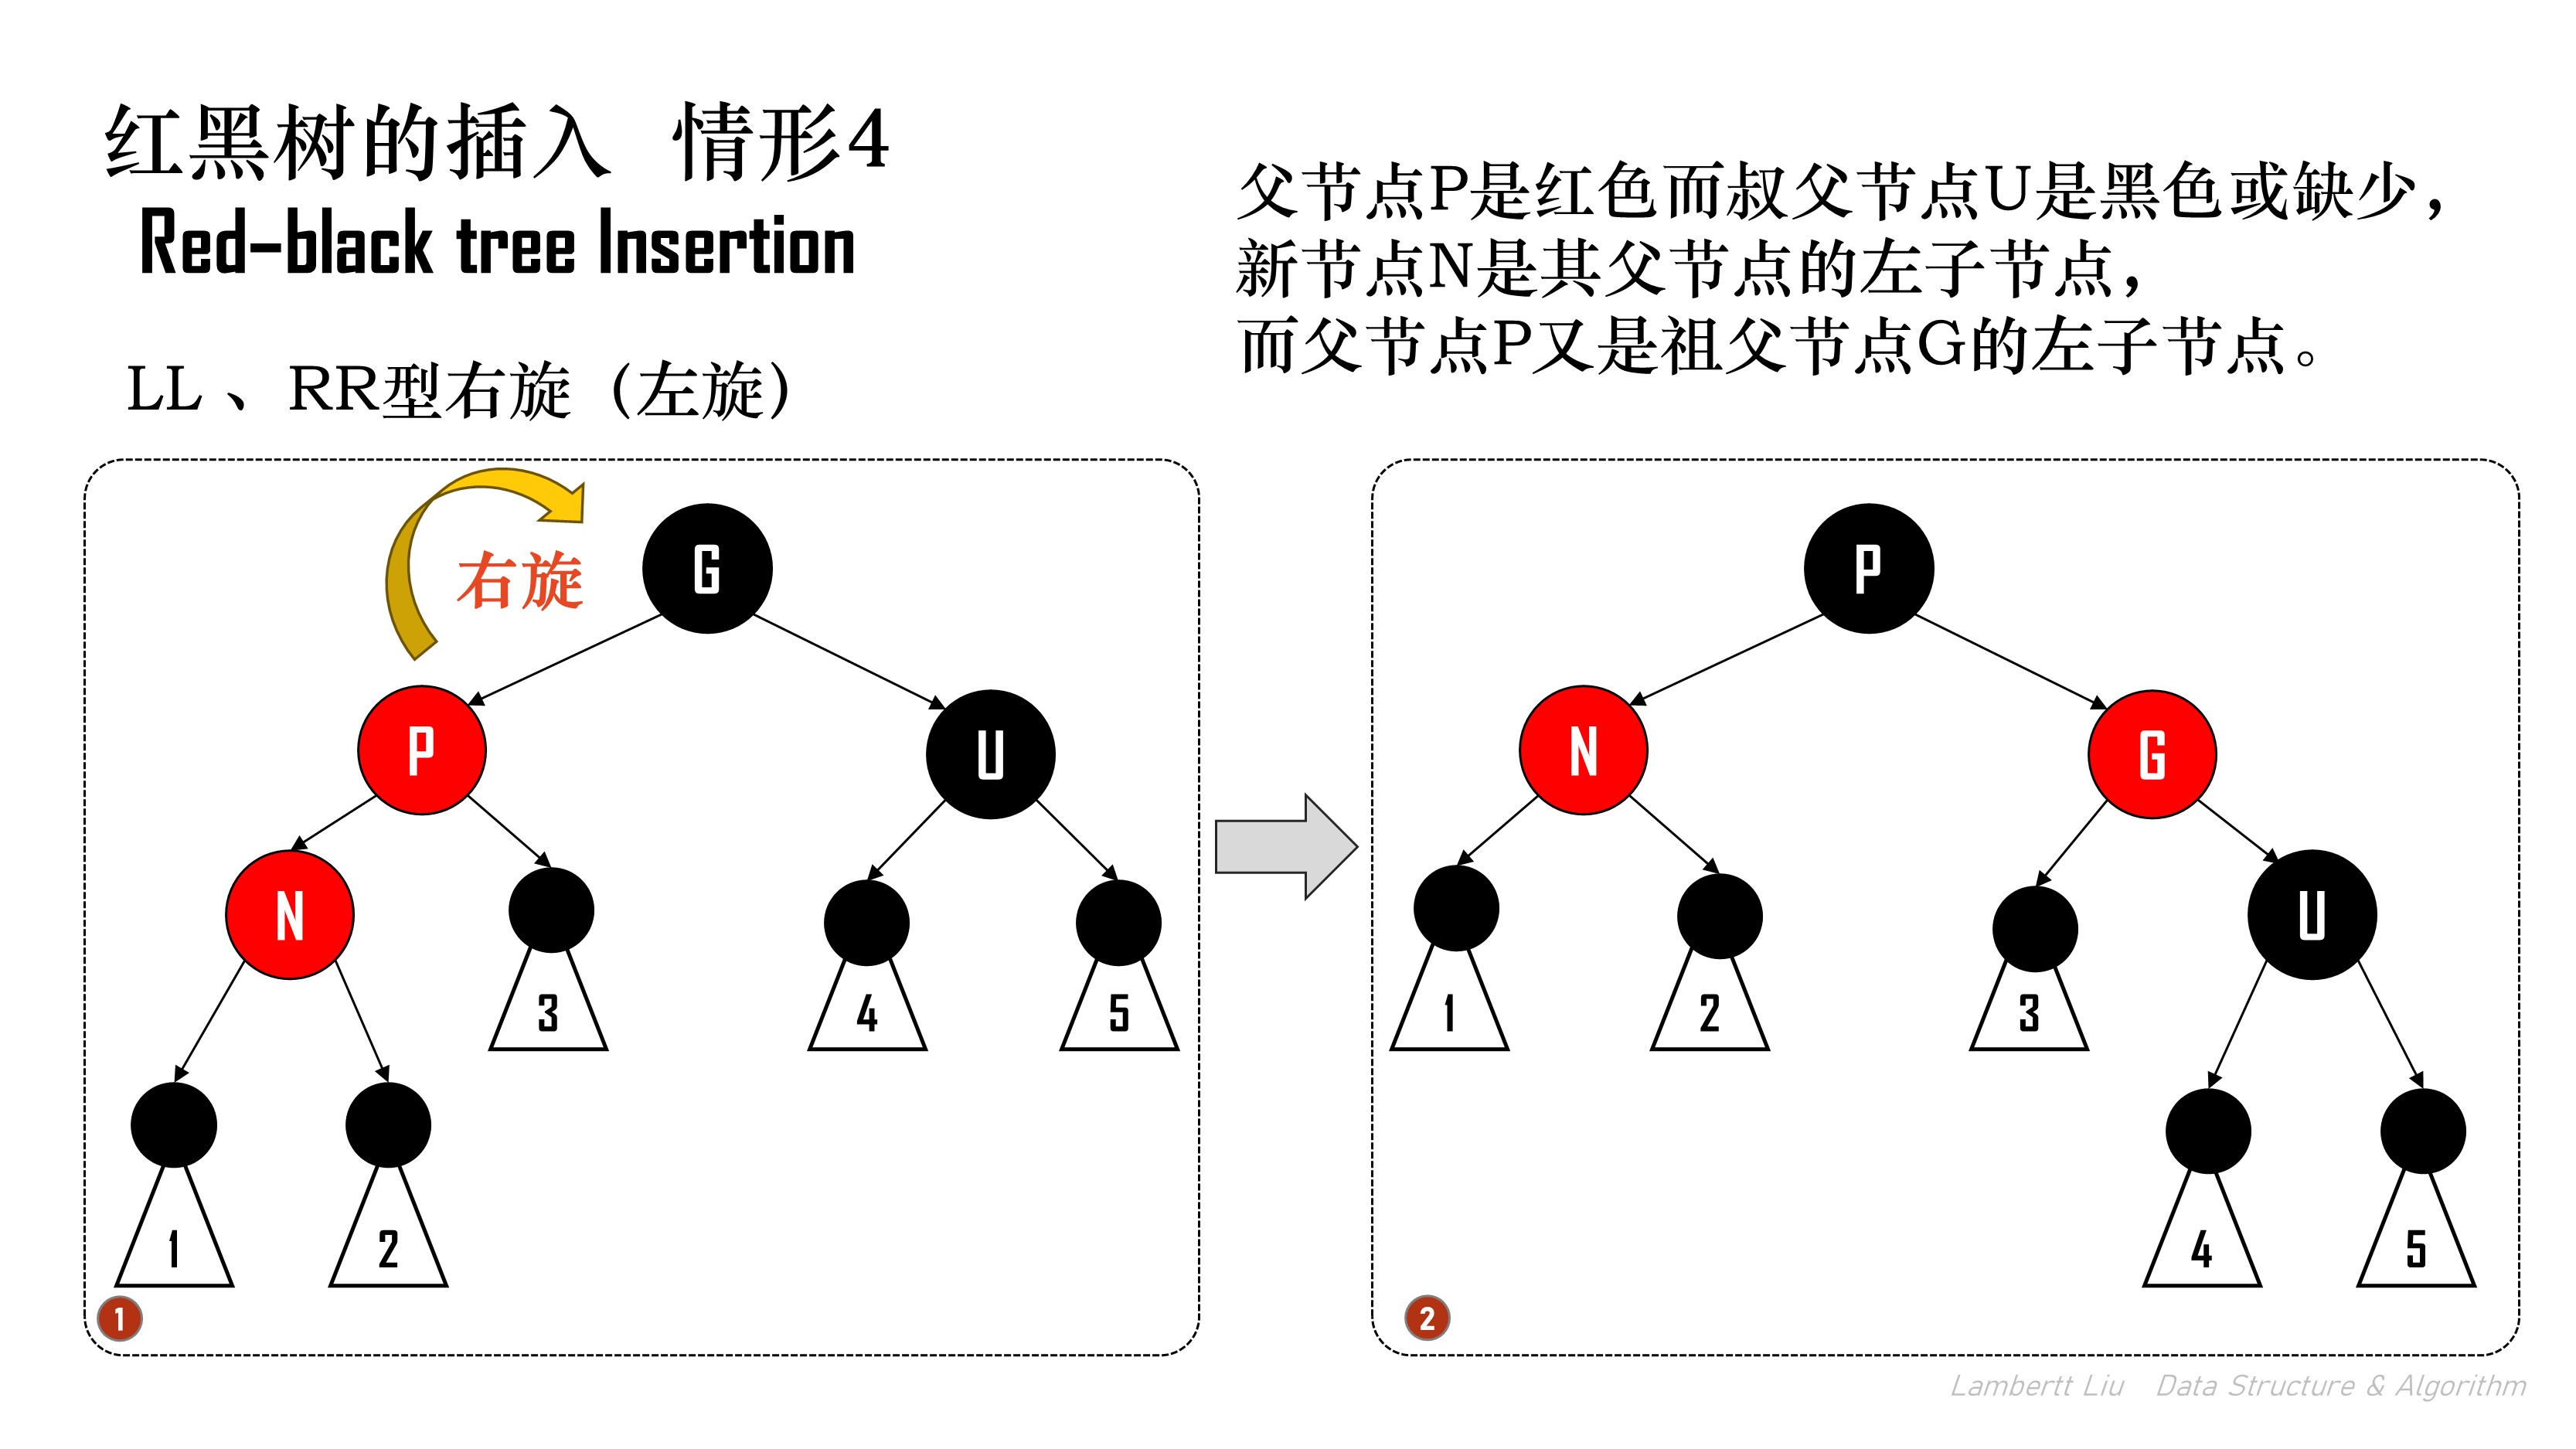 红黑树的插入 情形4
Red-black tree Insertion
LL 、RR型右旋（左旋）
父节点P是红色而叔父节点U是黑色或缺少，
新节点N是其父节点的左子节点，
而父节点P又是祖父节点G的左子节点。
右旋
G
P
U
N
3
4
5
1
2
1
P
N
G
U
1
2
3
4
5
2
Lambertt Liu Data Structure & Algorithm